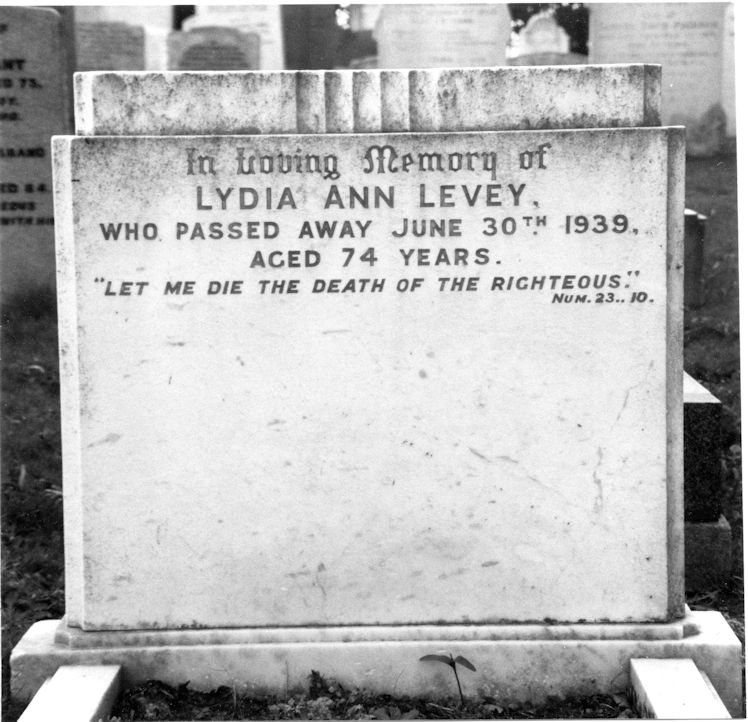 In Loving Memory of
LYDIA ANN LEVEY,
WHO PASSED AWAY JUNE 30TH. 1939,
AGED 74 YEARS.
"LET ME DIE THE DEATH OF THE RIGHTEOUS."
NUM. 23.. 10.